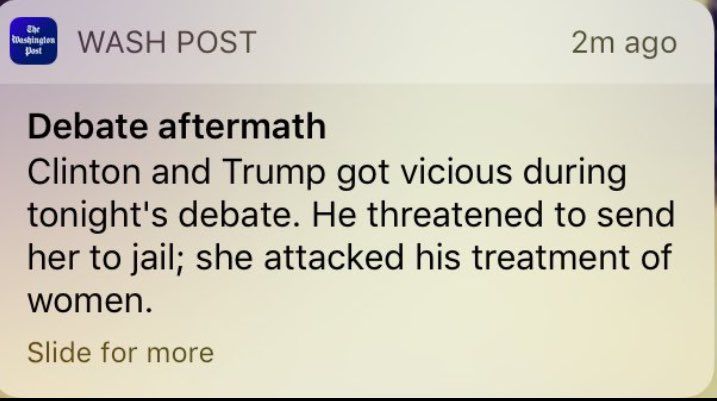 The
Washington
Post
WASH POST
2m ago
Debate aftermath
Clinton and Trump got vicious during
tonight's debate. He threatened to send
her to jail; she attacked his treatment of
women.
Slide for more